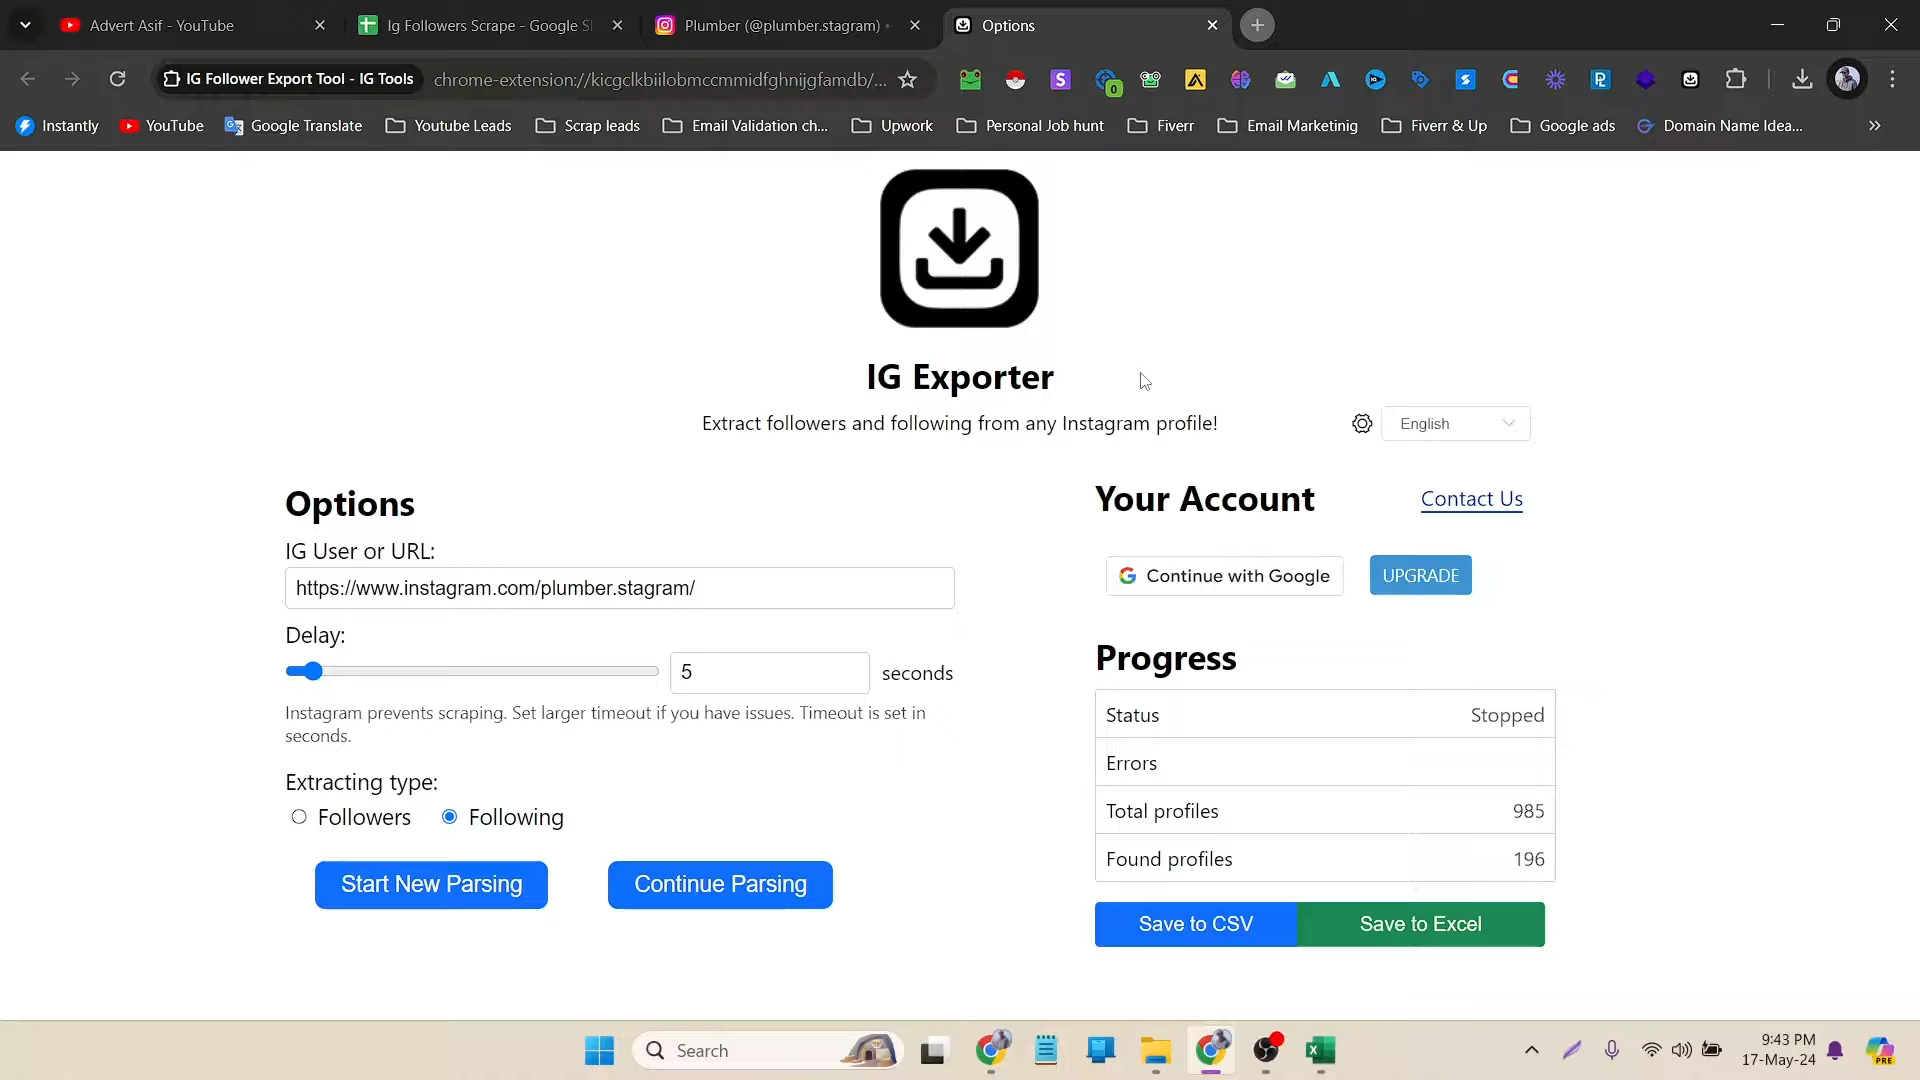 Advert Asif - YouTube
Ig Followers Scrape - Google S
Plumber (@plumber.stagram) •
Options
IG Follower Export Tool - IG Tools
chrome-extension://kicgclkbiilobmccmmidfghnijgfamdb/...
0
Instantly
YouTube
Google Translate
Youtube Leads
Scrap leads
Email Validation ch...
Upwork
Personal Job hunt
Fiverr
Email Marketinig
Fiverr & Up
Google ads
Domain Name Idea...
IG Exporter
Extract followers and following from any Instagram profile!
English
Options
Your Account
Contact Us
IG User or URL:
https://www.instagram.com/plumber.stagram/
Continue with Google
UPGRADE
Delay:
5
seconds
Instagram prevents scraping. Set larger timeout if you have issues. Timeout is set in
seconds.
Extracting type:
Followers
Following
Start New Parsing
Continue Parsing
Progress
Status
Stopped
Errors
Total profiles
985
Found profiles
196
Save to CSV
Save to Excel
Search
9:43 PM
17-May-24
PRE